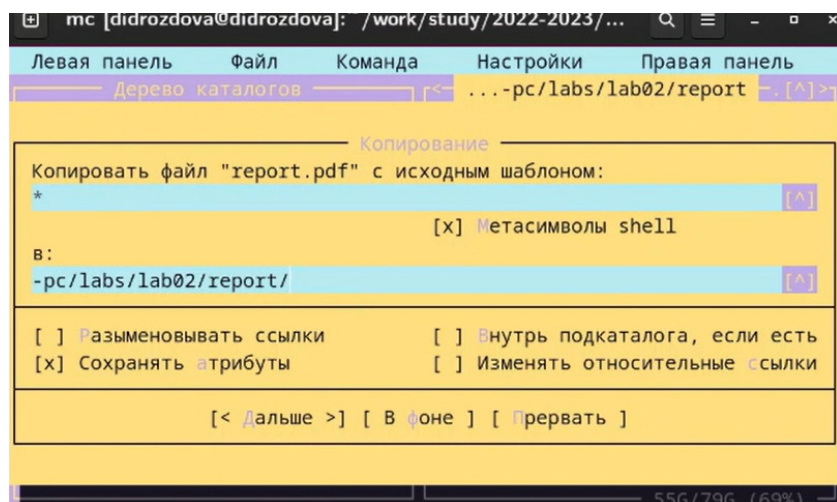 mc [didrozdova@didrozdova]: ~/work/study/2022-2023/...
Левая панель Файл Команда Настройки Правая панель
Дерево каталогов <- ...-pc/labs/lab02/report -.[^]>
Копирование
Копировать файл "report.pdf" с исходным шаблоном:
* [^]
[x] Метасимволы shell
в:
-pc/labs/lab02/report/ [^]
[ ] Разыменовывать ссылки [ ] Внутрь подкаталога, если есть
[x] Сохранять атрибуты [ ] Изменять относительные ссылки
[< Дальше >] [ В фоне ] [ Прервать ]
55G/79G (69%)